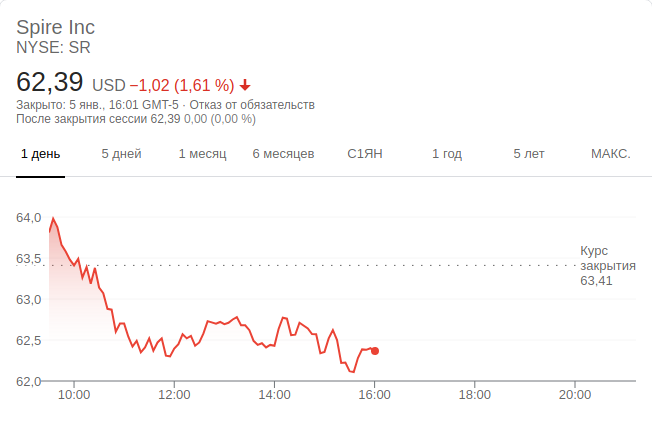 Spire Inc
NYSE: SR
62,39 USD −1,02 (1,61 %)
Закрыто: 5 янв., 16:01 GMT-5 · Отказ от обязательств
После закрытия сессии 62,39 0,00 (0,00 %)
1 день 5 дней 1 месяц 6 месяцев С1ЯН 1 год 5 лет МАКС.
64,0
63,5
63,0
62,5
62,0
Курс
закрытия
63,41
10:00 12:00 14:00 16:00 18:00 20:00